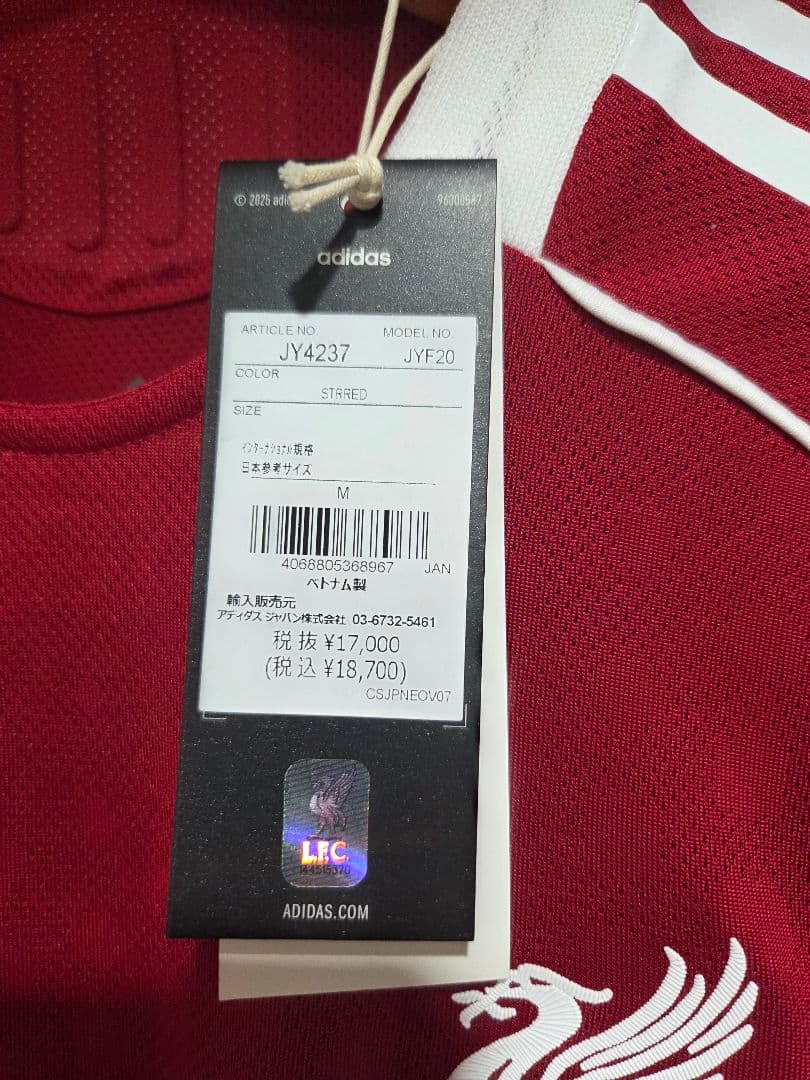 © 2025 adi
adidas
ARTICLE NO. MODEL NO.
JY4237 JYF20
COLOR
STRRED
SIZE
インターナショナル規格
日本参考サイズ
M
4068805368967 JAN
ベトナム製
輸入販売元
アディダス ジャパン株式会社 03-6732-5461
税抜 ¥17,000
(税込 ¥18,700)
CSJPNEOV07
L.F.C.
ADIDAS.COM